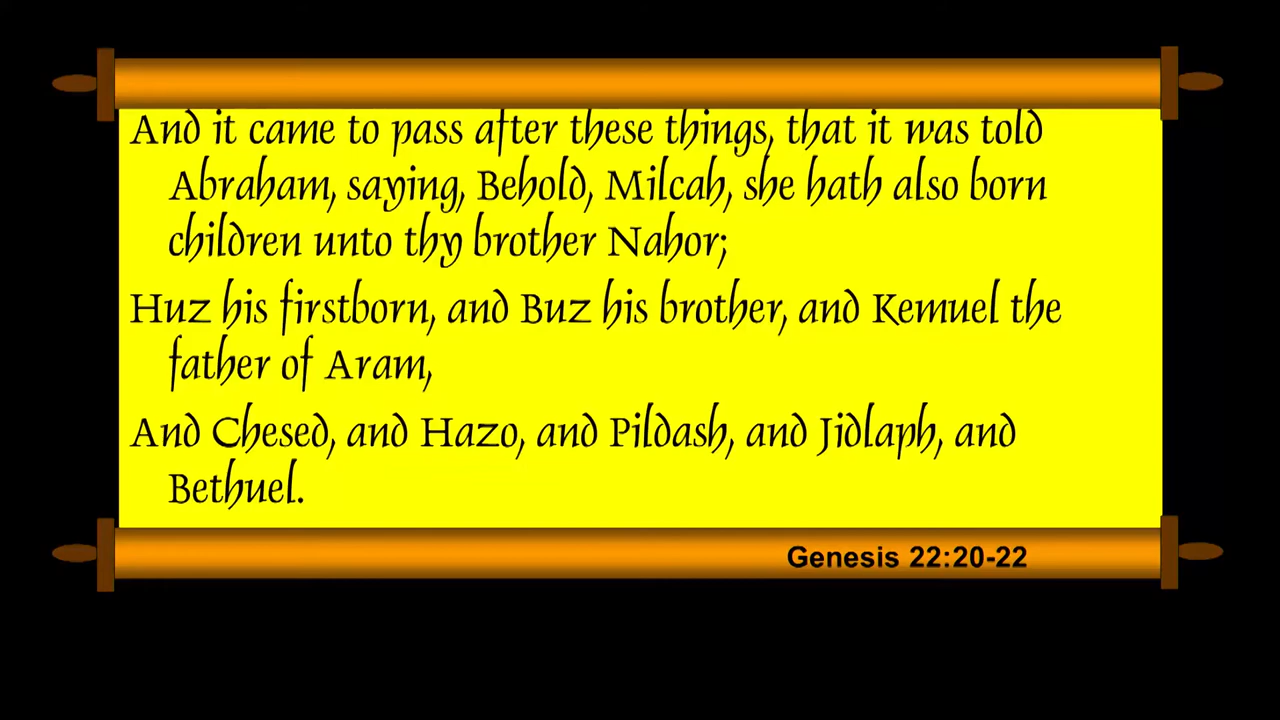 And it came to pass after these things, that it was told
Abraham, saying, Behold, Milcah, she hath also born
children unto thy brother Nahor;
Huz his firstborn, and Buz his brother, and Kemuel the
father of Aram,
And Chesed, and Hazo, and Pildash, and Jidlaph, and
Bethuel.
Genesis 22:20-22